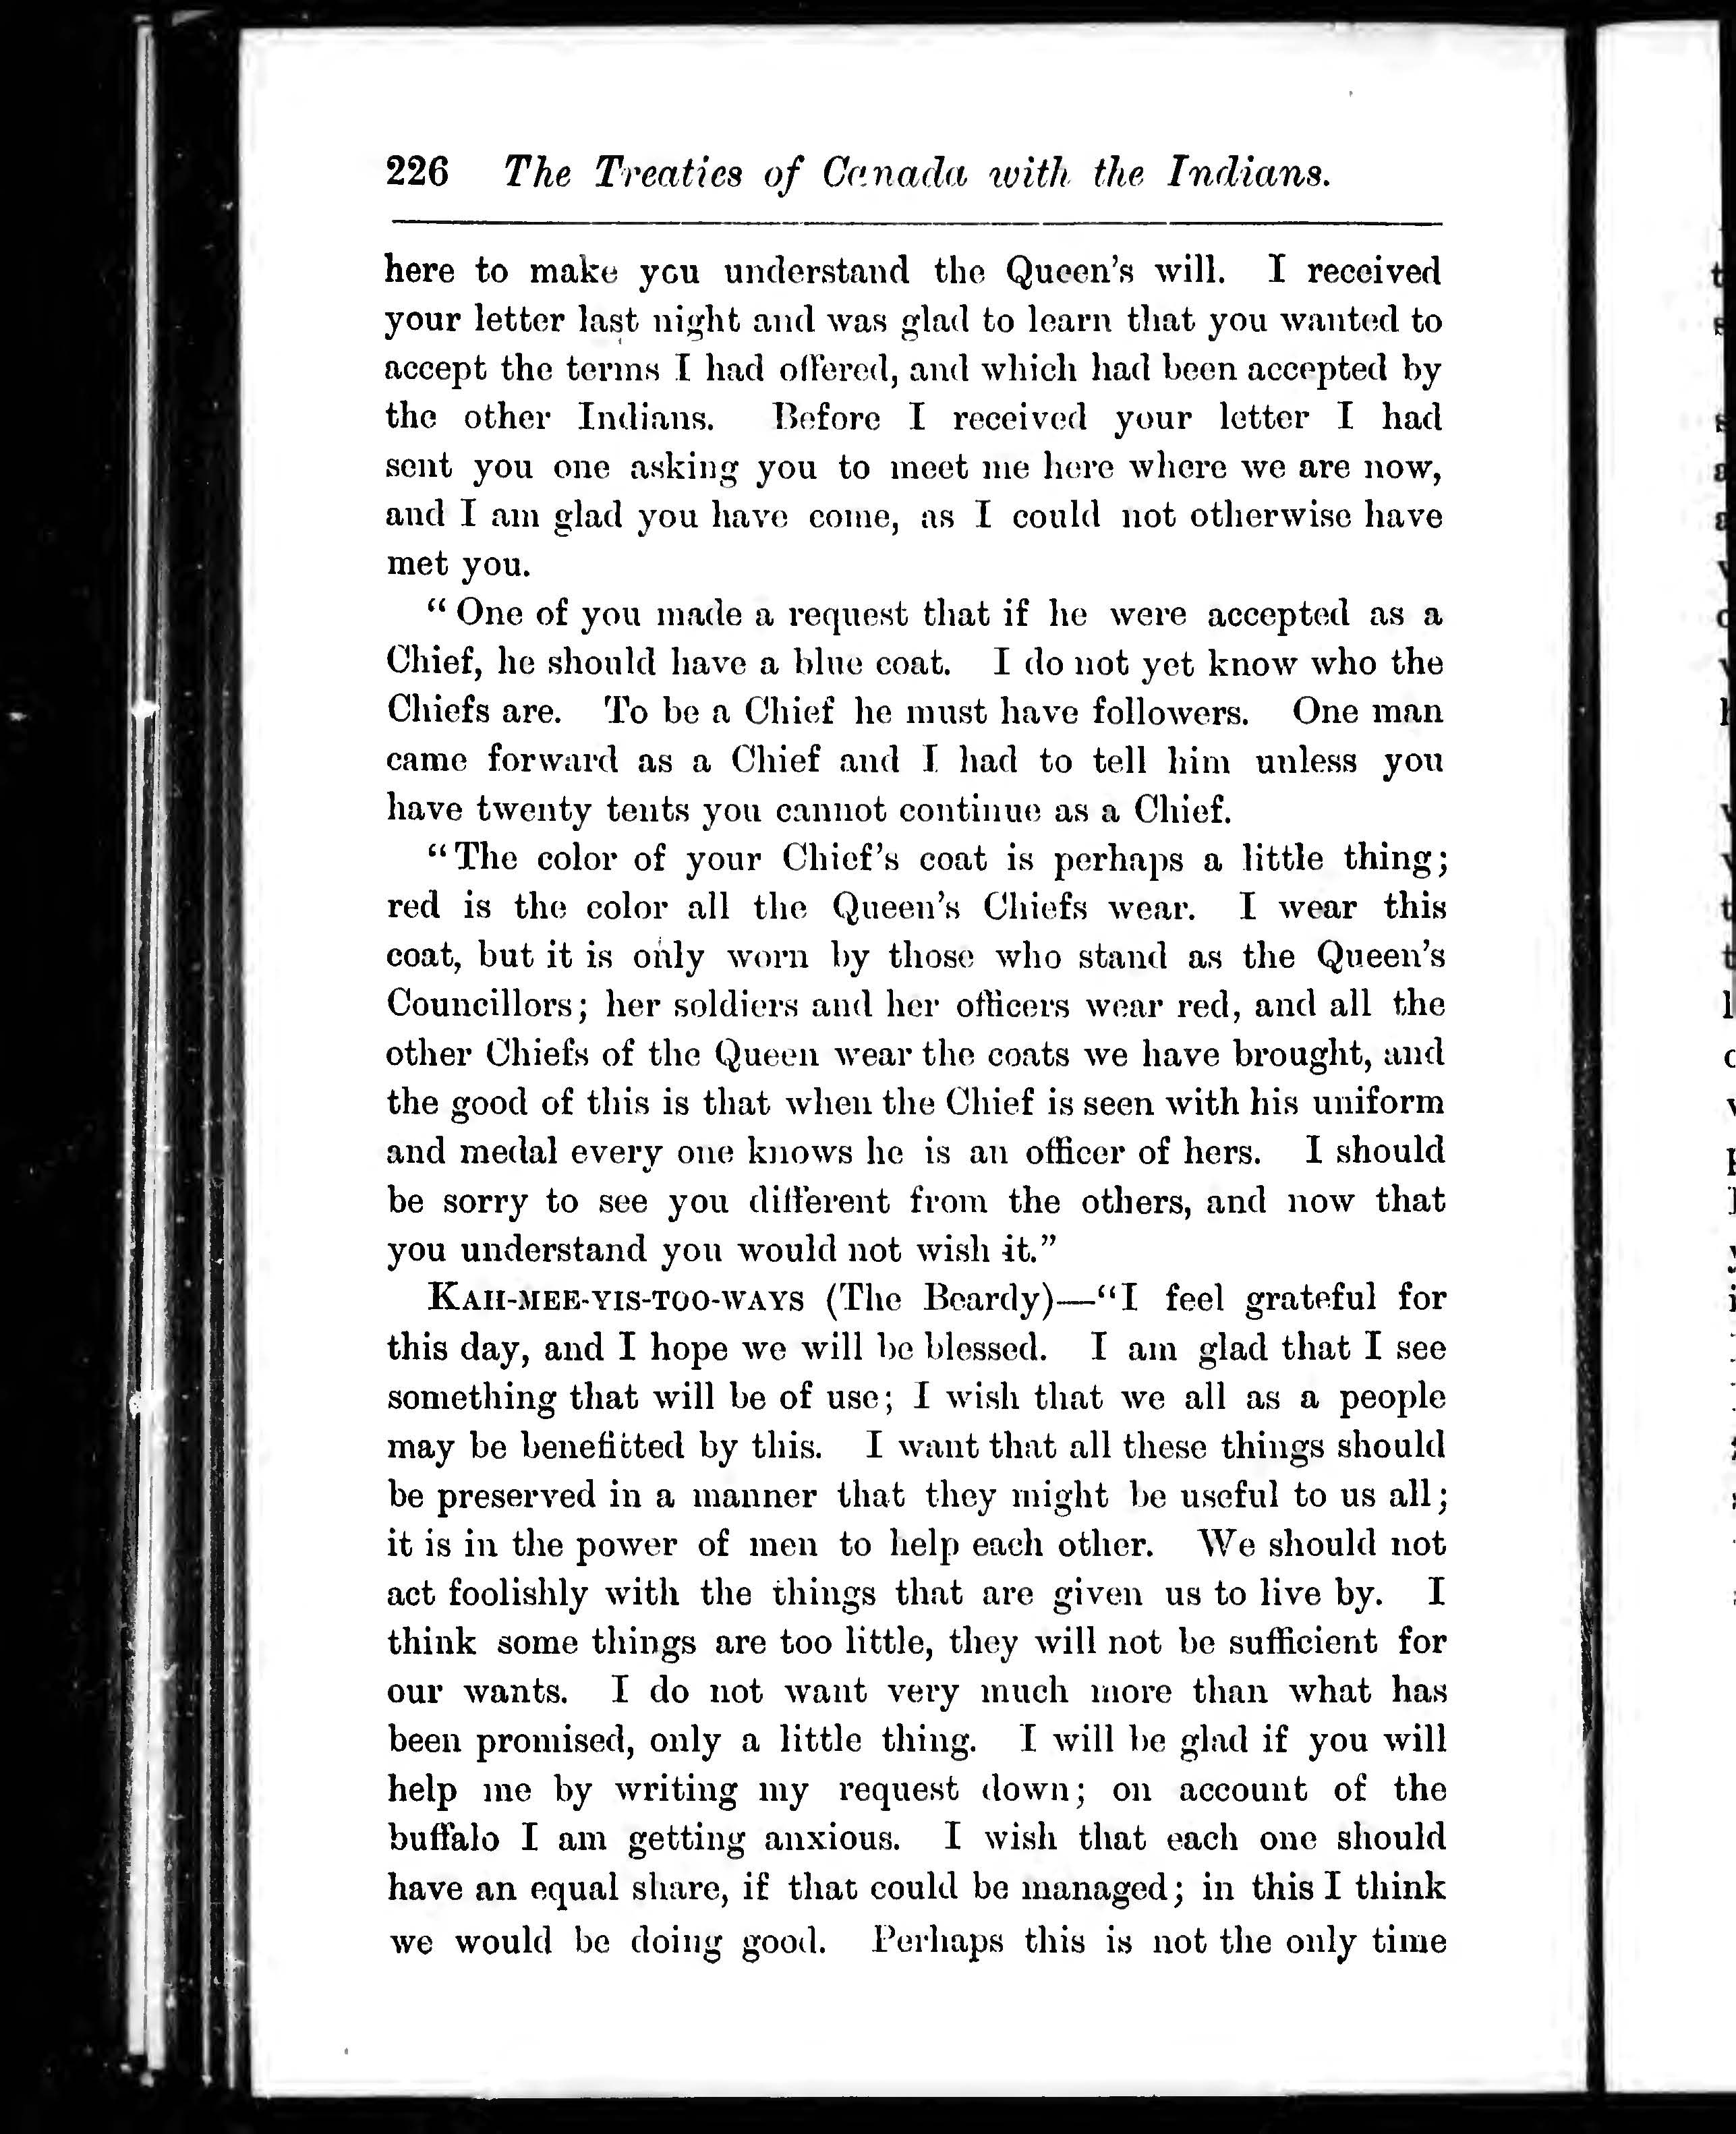 226 The Treaties of Canada with the Indians.
here to make you understand the Queen's will. I received
your letter last night and was glad to learn that you wanted to
accept the terms I had offered, and which had been accepted by
the other Indians. Before I received your letter I had
sent you one asking you to meet me here where we are now,
and I am glad you have come, as I could not otherwise have
met you.
"One of you made a request that if he were accepted as a
Chief, he should have a blue coat. I do not yet know who the
Chiefs are. To be a Chief he must have followers. One man
came forward as a Chief and I had to tell him unless you
have twenty tents you cannot continue as a Chief.
"The color of your Chief's coat is perhaps a little thing;
red is the color all the Queen's Chiefs wear. I wear this
coat, but it is only worn by those who stand as the Queen's
Councillors; her soldiers and her officers wear red, and all the
other Chiefs of the Queen wear the coats we have brought, and
the good of this is that when the Chief is seen with his uniform
and medal every one knows he is an officer of hers. I should
be sorry to see you different from the others, and now that
you understand you would not wish it."
KAH-MEE-YIS-TOO-WAYS (The Beardy)—"I feel grateful for
this day, and I hope we will be blessed. I am glad that I see
something that will be of use; I wish that we all as a people
may be benefitted by this. I want that all these things should
be preserved in a manner that they might be useful to us all;
it is in the power of men to help each other. We should not
act foolishly with the things that are given us to live by. I
think some things are too little, they will not be sufficient for
our wants. I do not want very much more than what has
been promised, only a little thing. I will be glad if you will
help me by writing my request down; on account of the
buffalo I am getting anxious. I wish that each one should
have an equal share, if that could be managed; in this I think
we would be doing good. Perhaps this is not the only time